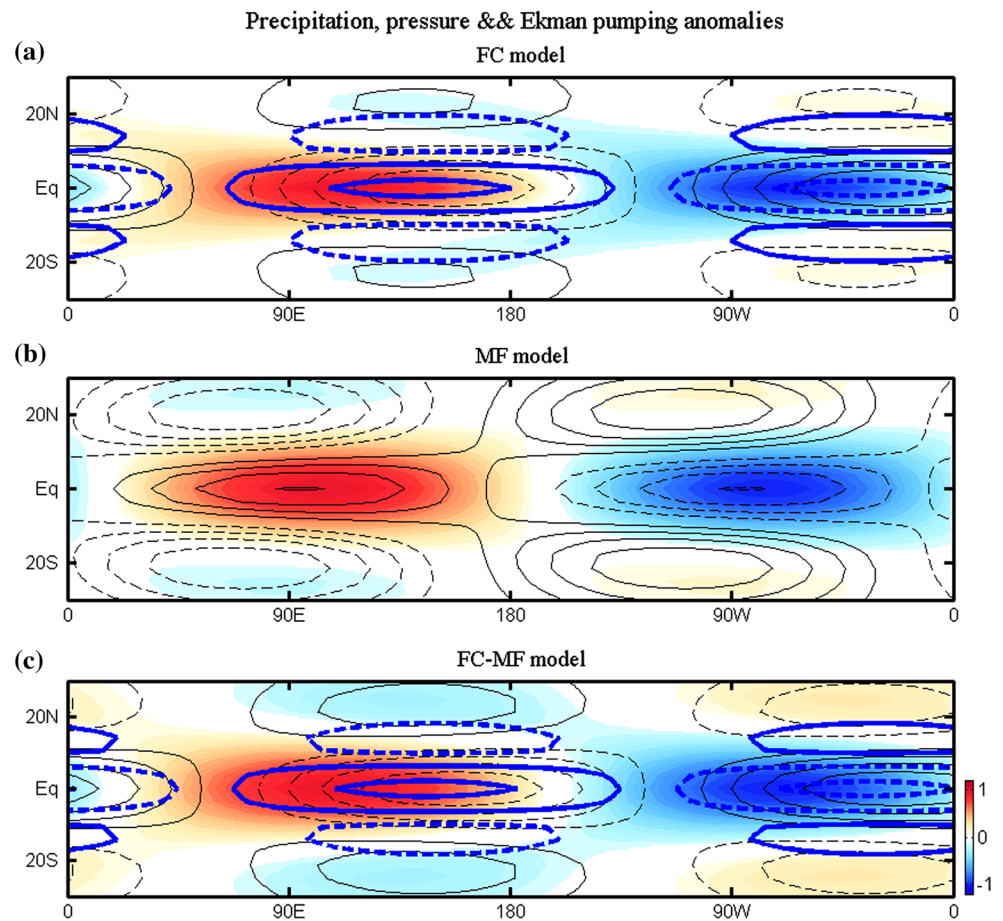 Precipitation, pressure && Ekman pumping anomalies
(a)
FC model
20N
Eq
20S
0 90E 180 90W 0
(b)
MF model
20N
Eq
20S
0 90E 180 90W 0
(c)
FC-MF model
20N
Eq
20S
0 90E 180 90W 0
1
0
-1